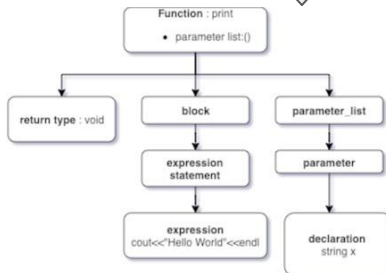 Function : print
• parameter list:()
return type : void
block
parameter_list
expression
statement
parameter
expression
cout<<"Hello World"<<endl
declaration
string x